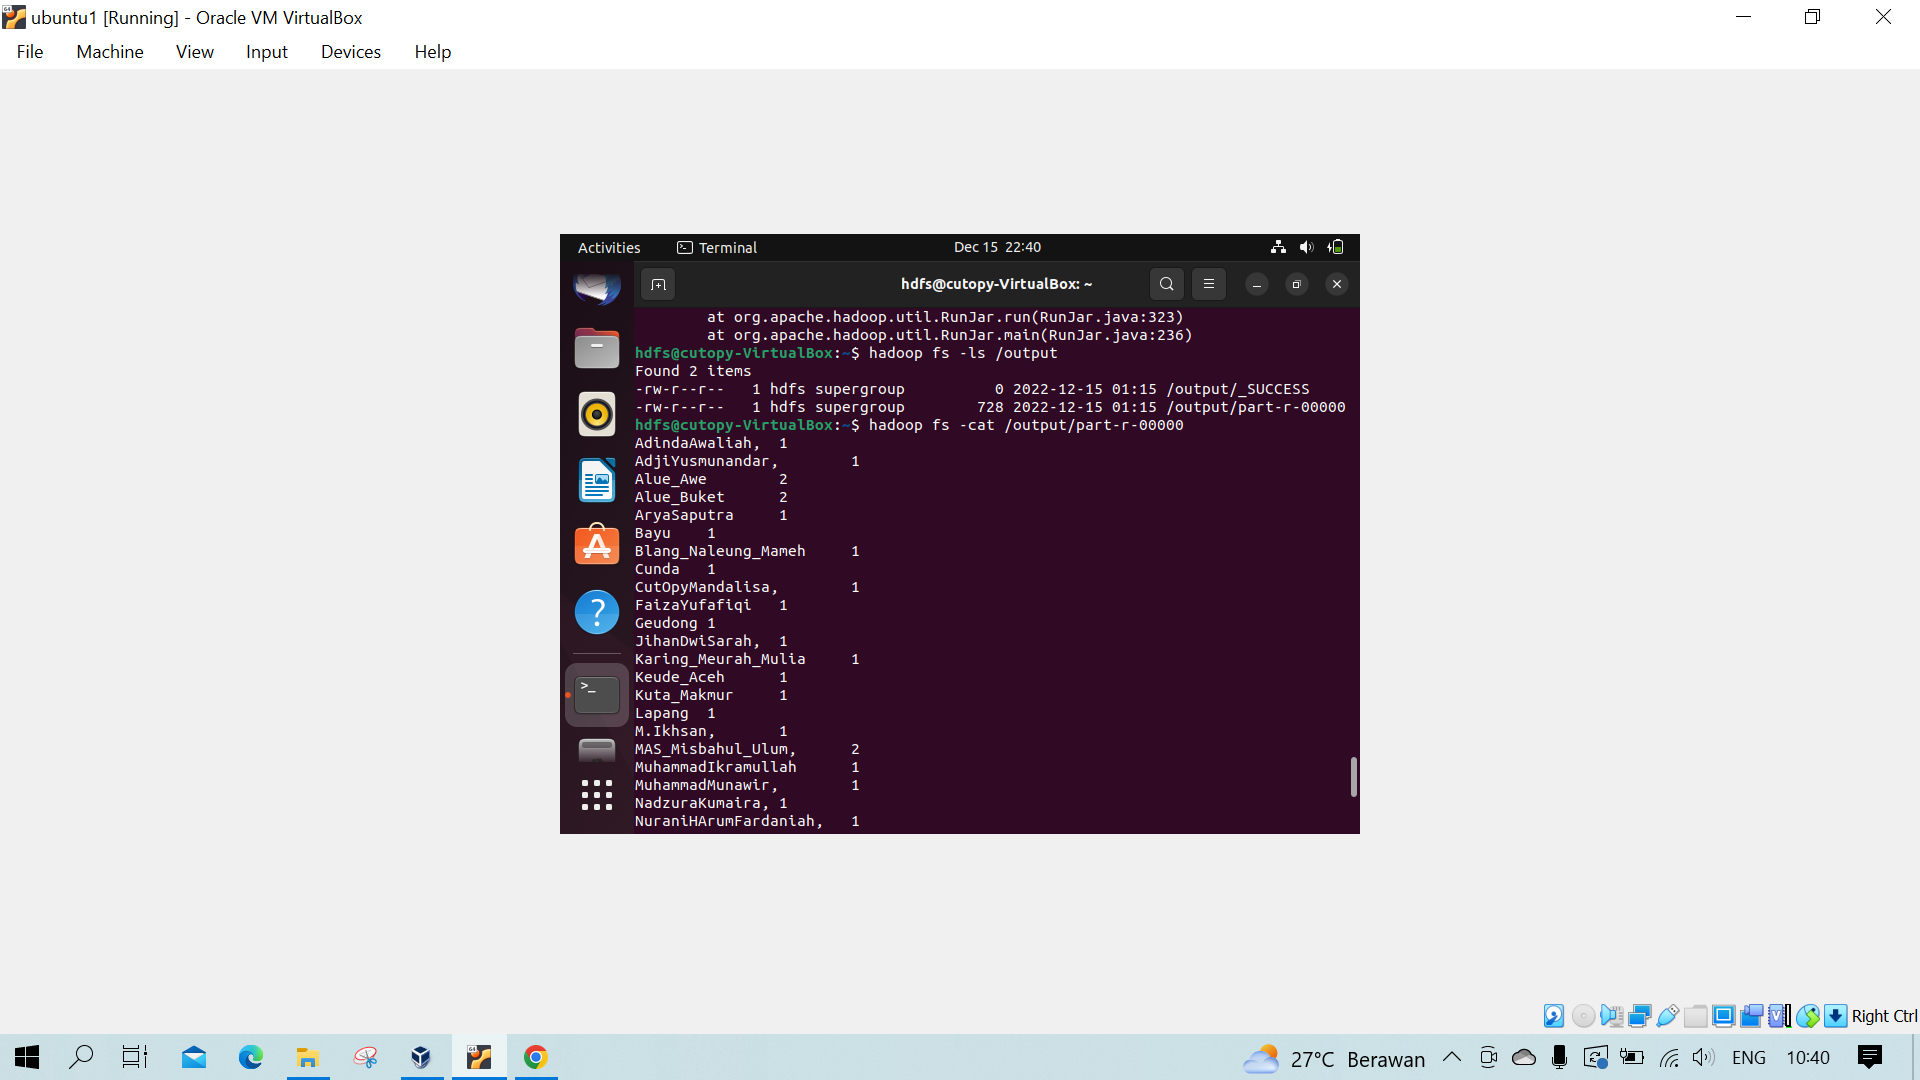 ubuntu1 [Running] - Oracle VM VirtualBox
File Machine View Input Devices Help
Activities Terminal Dec 15 22:40
hdfs@cutopy-VirtualBox: ~
at org.apache.hadoop.util.RunJar.run(RunJar.java:323)
at org.apache.hadoop.util.RunJar.main(RunJar.java:236)
hdfs@cutopy-VirtualBox:~$ hadoop fs -ls /output
Found 2 items
-rw-r--r-- 1 hdfs supergroup 0 2022-12-15 01:15 /output/_SUCCESS
-rw-r--r-- 1 hdfs supergroup 728 2022-12-15 01:15 /output/part-r-00000
hdfs@cutopy-VirtualBox:~$ hadoop fs -cat /output/part-r-00000
AdindaAwaliah, 1
AdjiYusmunandar, 1
Alue_Awe 2
Alue_Buket 2
AryaSaputra 1
Bayu 1
Blang_Naleung_Mameh 1
Cunda 1
CutOpyMandalisa, 1
FaizaYufafiqi 1
Geudong 1
JihanDwiSarah, 1
Karing_Meurah_Mulia 1
Keude_Aceh 1
Kuta_Makmur 1
Lapang 1
M.Ikhsan, 1
MAS_Misbahul_Ulum, 2
MuhammadIkramullah 1
MuhammadMunawir, 1
NadzuraKumaira, 1
NuraniHArumFardaniah, 1
Right Ctrl
27°C Berawan ENG 10:40